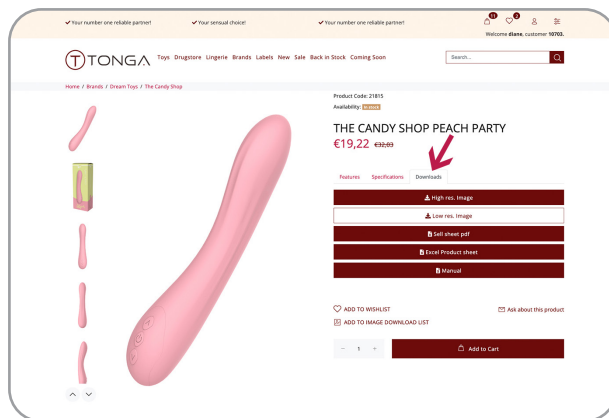 ✓ Your number one reliable partner!
✓ Your sensual choice!
✓ Your number one reliable partner!
11
2
Welcome diane, customer 10703.
TONGA
Toys Drugstore Lingerie Brands Labels New Sale Back in Stock Coming Soon
Search...
Home / Brands / Dream Toys / The Candy Shop
Product Code: 21815
Availability: In stock
THE CANDY SHOP PEACH PARTY
€19,22 €32,03
Features Specifications Downloads
High res. Image
Low res. Image
Sell sheet pdf
Excel Product sheet
Manual
ADD TO WISHLIST
Ask about this product
ADD TO IMAGE DOWNLOAD LIST
− 1 +
Add to Cart